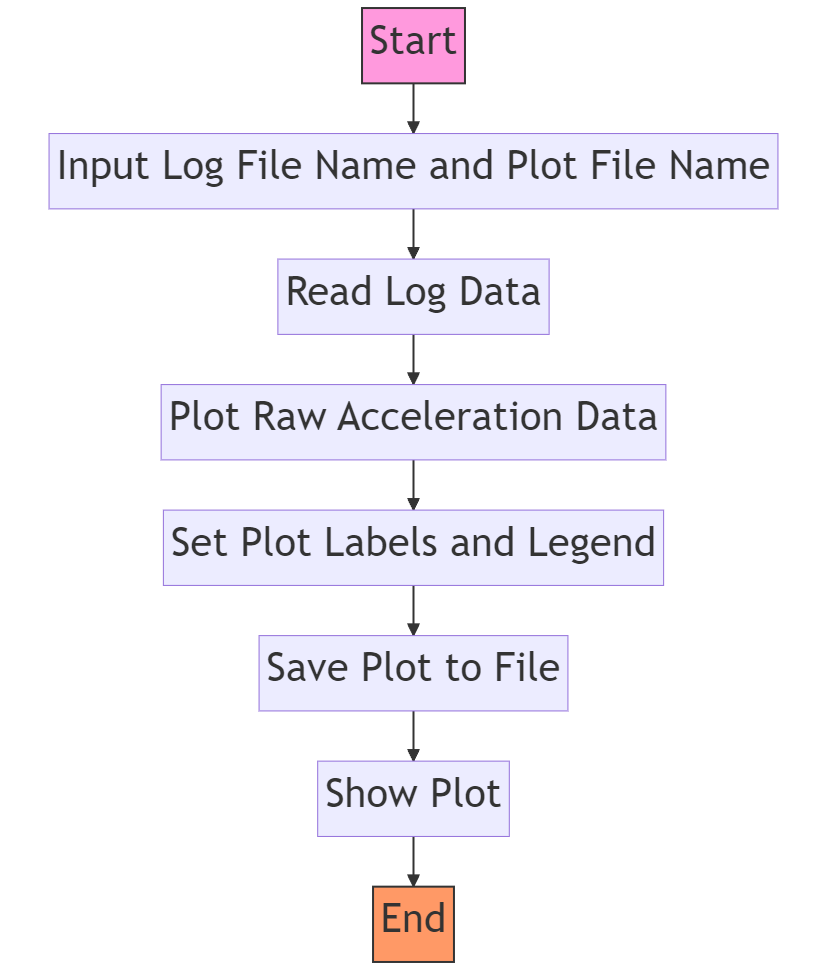 Start
Input Log File Name and Plot File Name
Read Log Data
Plot Raw Acceleration Data
Set Plot Labels and Legend
Save Plot to File
Show Plot
End